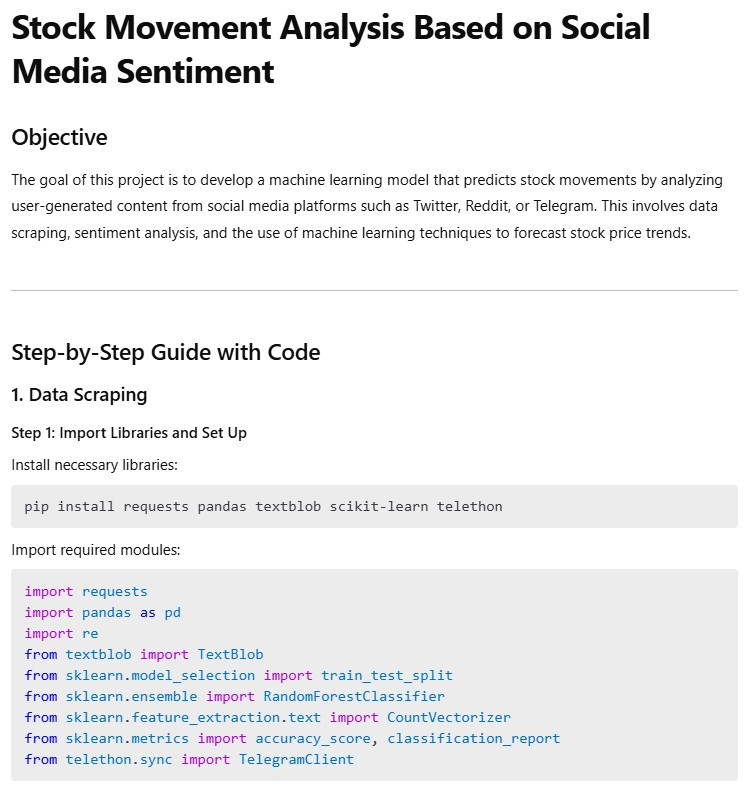 Stock Movement Analysis Based on Social
Media Sentiment
Objective
The goal of this project is to develop a machine learning model that predicts stock movements by analyzing
user-generated content from social media platforms such as Twitter, Reddit, or Telegram. This involves data
scraping, sentiment analysis, and the use of machine learning techniques to forecast stock price trends.
Step-by-Step Guide with Code
1. Data Scraping
Step 1: Import Libraries and Set Up
Install necessary libraries:
pip install requests pandas textblob scikit-learn telethon
Import required modules:
import requests
import pandas as pd
import re
from textblob import TextBlob
from sklearn.model_selection import train_test_split
from sklearn.ensemble import RandomForestClassifier
from sklearn.feature_extraction.text import CountVectorizer
from sklearn.metrics import accuracy_score, classification_report
from telethon.sync import TelegramClient